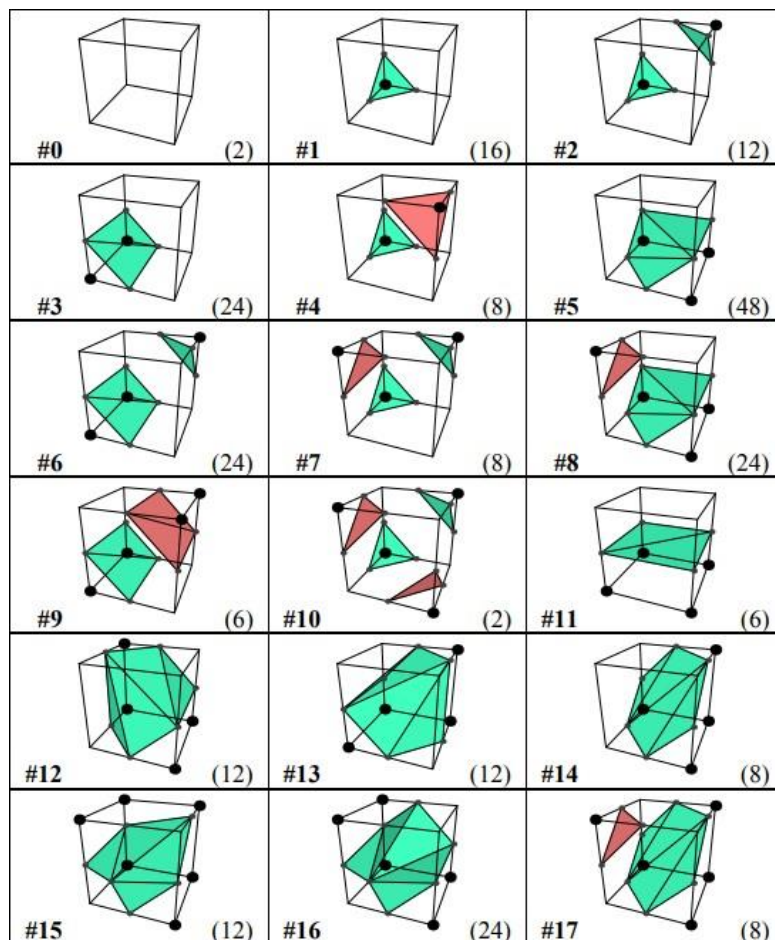 #0 (2) #1 (16) #2 (12)
#3 (24) #4 (8) #5 (48)
#6 (24) #7 (8) #8 (24)
#9 (6) #10 (2) #11 (6)
#12 (12) #13 (12) #14 (8)
#15 (12) #16 (24) #17 (8)